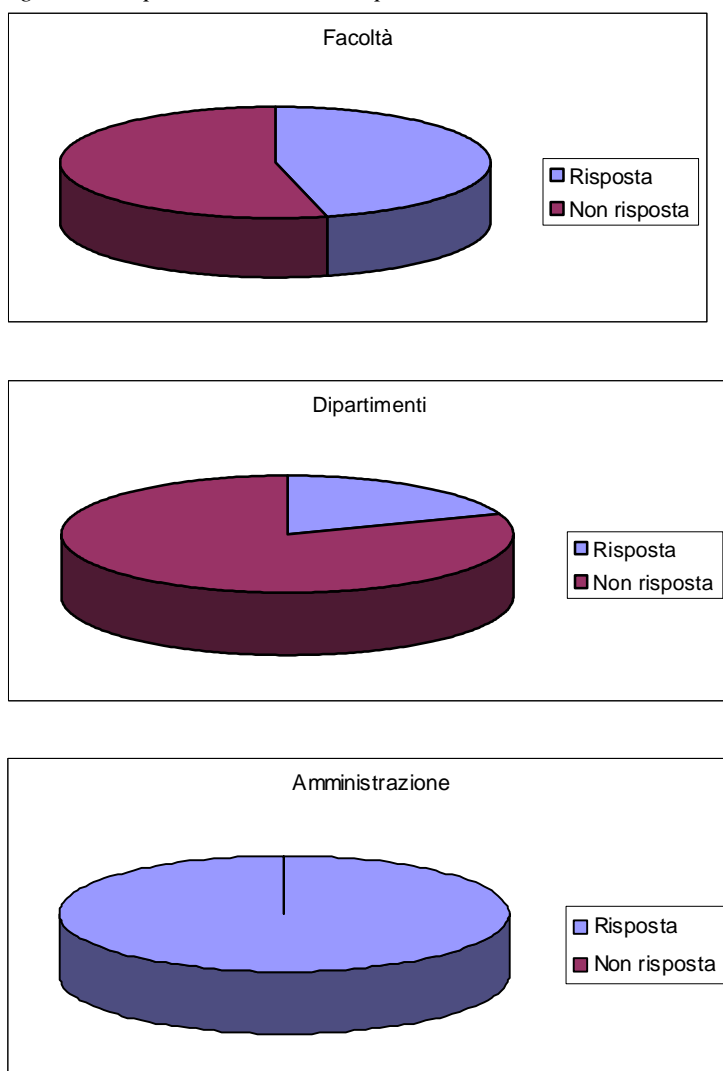 Facoltà
Risposta
Non risposta
Dipartimenti
Risposta
Non risposta
Amministrazione
Risposta
Non risposta